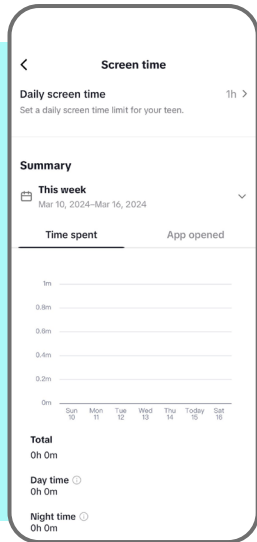 Screen time
Daily screen time 1h
Set a daily screen time limit for your teen.
Summary
This week
Mar 10, 2024–Mar 16, 2024
Time spent App opened
1m
0.8m
0.8m
0.4m
0.2m
0m
Sun Mon Tue Wed Thu Today Sat
10 11 12 13 14 15 16
Total
0h 0m
Day time
0h 0m
Night time
0h 0m